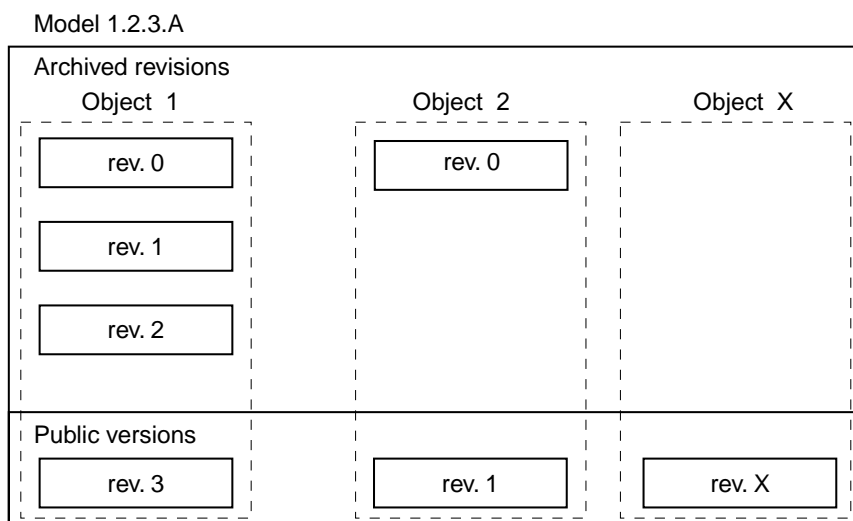 Model 1.2.3.A
Archived revisions
Object 1
Object 2
Object X
rev. 0
rev. 0
rev. 1
rev. 2
Public versions
rev. 3
rev. 1
rev. X